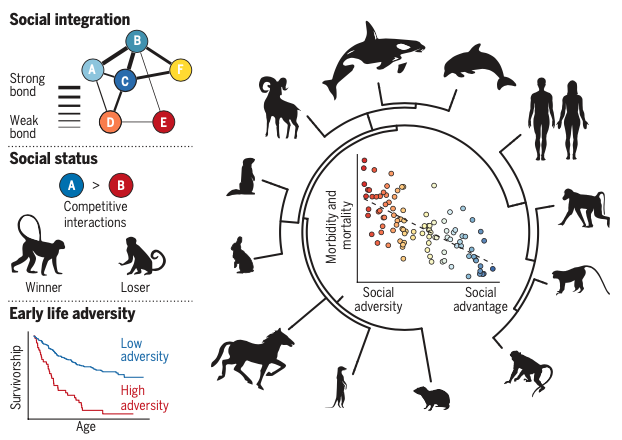 Social integration
B
A
C
F
D
E
Strong
bond
Weak
bond
Social status
A > B
Competitive
interactions
Winner
Loser
Early life adversity
Survivorship
Low
adversity
High
adversity
Age
Morbidity and
mortality
Social
adversity
Social
advantage